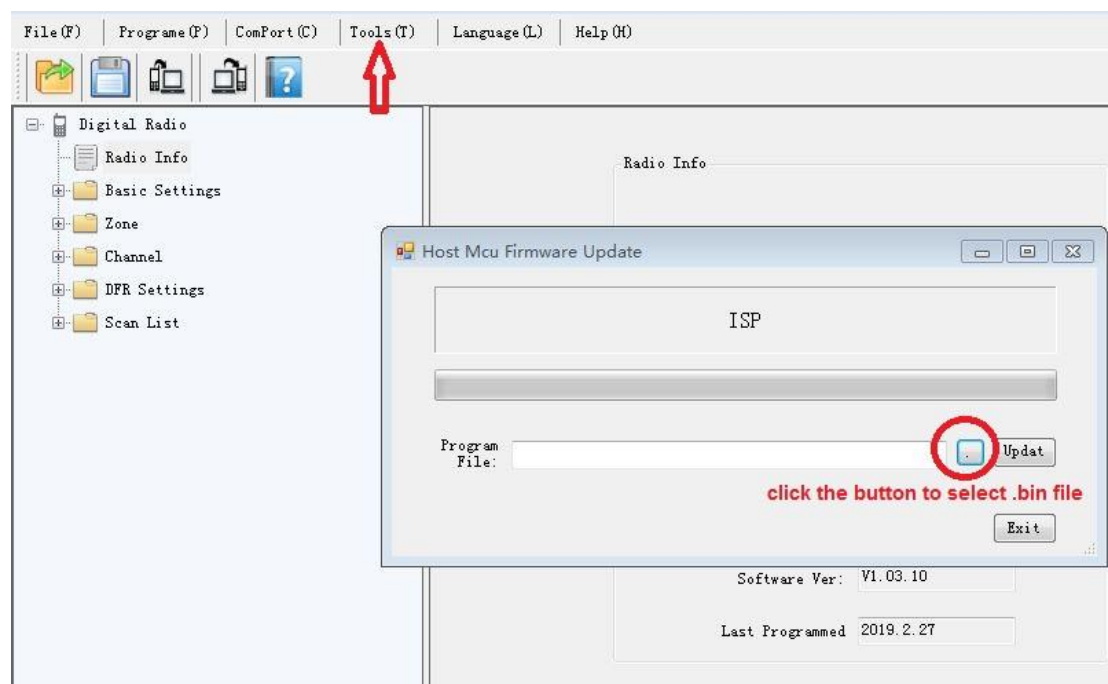 File(F) Programe(P) ComPort(C) Tools(T) Language(L) Help(H)
?
Digital Radio
Radio Info
Basic Settings
Zone
Channel
DFR Settings
Scan List
Radio Info
Host Mcu Firmware Update
ISP
Program
File:
. Updat
click the button to select .bin file
Exit
Software Ver: V1.03.10
Last Programmed 2019.2.27